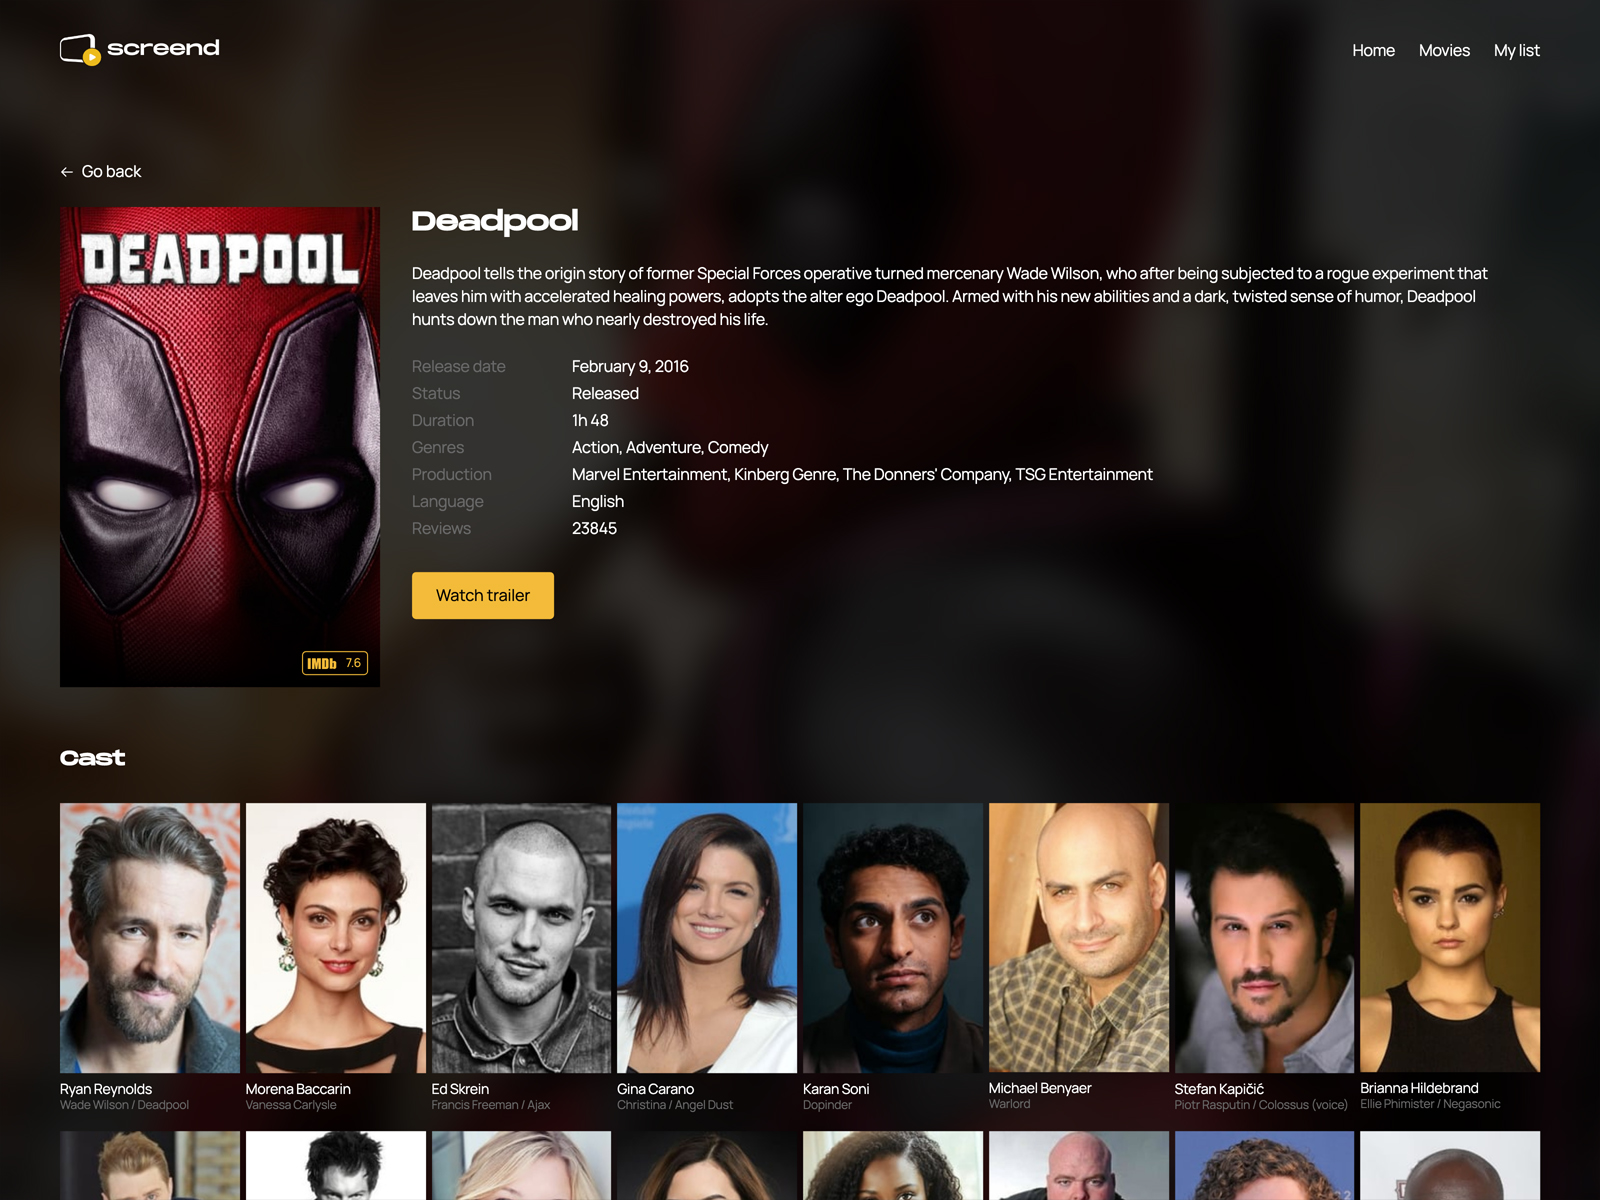 screend
Home Movies My list
← Go back
DEADPOOL
IMDb 7.6
Deadpool
Deadpool tells the origin story of former Special Forces operative turned mercenary Wade Wilson, who after being subjected to a rogue experiment that
leaves him with accelerated healing powers, adopts the alter ego Deadpool. Armed with his new abilities and a dark, twisted sense of humor, Deadpool
hunts down the man who nearly destroyed his life.
Release date February 9, 2016
Status Released
Duration 1h 48
Genres Action, Adventure, Comedy
Production Marvel Entertainment, Kinberg Genre, The Donners' Company, TSG Entertainment
Language English
Reviews 23845
Watch trailer
Cast
Ryan Reynolds
Wade Wilson / Deadpool
Morena Baccarin
Vanessa Carlysle
Ed Skrein
Francis Freeman / Ajax
Gina Carano
Christina / Angel Dust
Karan Soni
Dopinder
Michael Benyaer
Warlord
Stefan Kapičić
Piotr Rasputin / Colossus (voice)
Brianna Hildebrand
Ellie Phimister / Negasonic